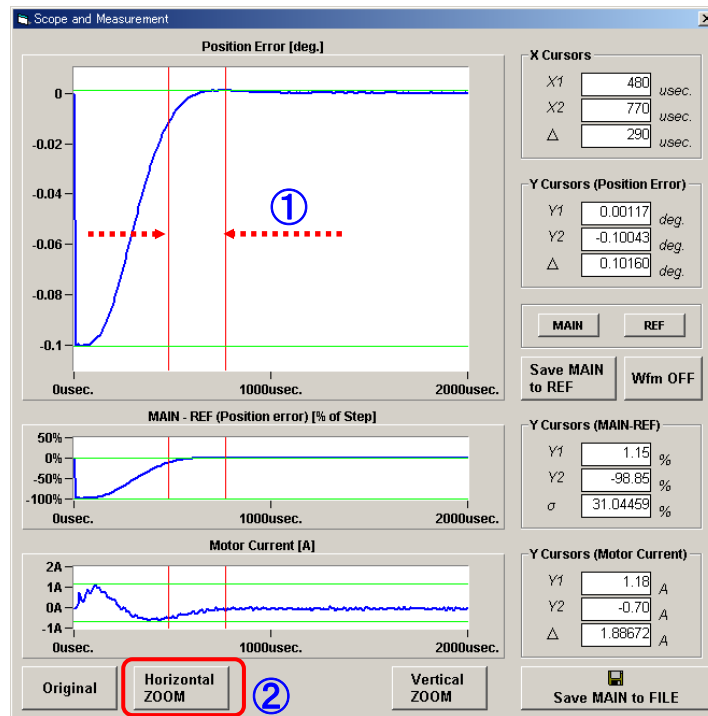 Scope and Measurement
Position Error [deg.]
0
-0.02
-0.04
-0.06
-0.08
-0.1
0usec.
1000usec.
2000usec.
①
X Cursors
X1 480 usec.
X2 770 usec.
△ 290 usec.
Y Cursors (Position Error)
Y1 0.00117 deg.
Y2 -0.10043 deg.
△ 0.10160 deg.
MAIN REF
Save MAIN
to REF
Wfm OFF
MAIN - REF (Position error) [% of Step]
50%
0%
-50%
-100%
0usec.
1000usec.
2000usec.
Y Cursors (MAIN-REF)
Y1 1.15 %
Y2 -98.85 %
σ 31.04459 %
Motor Current [A]
2A
1A
0A
-1A
0usec.
1000usec.
2000usec.
Y Cursors (Motor Current)
Y1 1.18 A
Y2 -0.70 A
△ 1.88672 A
Original
Horizontal
ZOOM
②
Vertical
ZOOM
Save MAIN to FILE